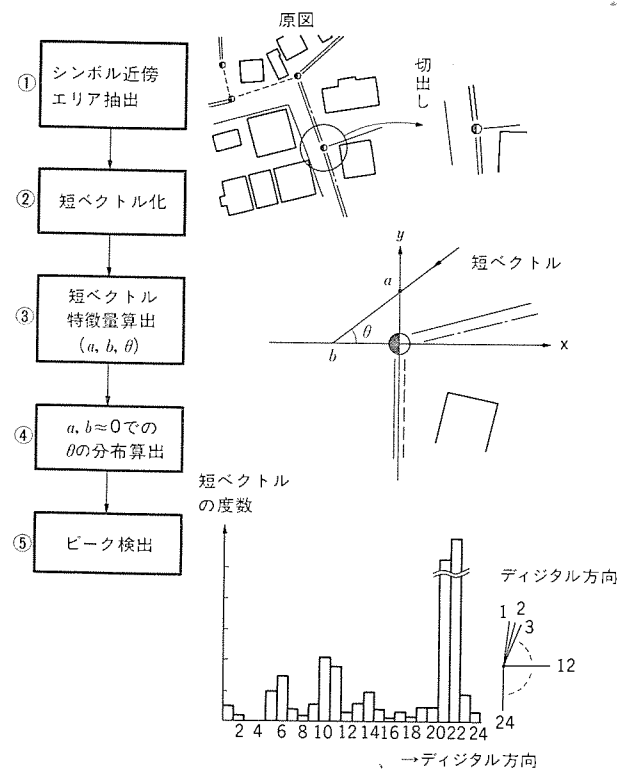 原図
① シンボル近傍
エリア抽出
切出し
② 短ベクトル化
③ 短ベクトル
特徴量算出
(a, b, θ)
y
短ベクトル
a
θ
b
x
④ a, b≈0での
θの分布算出
⑤ ピーク検出
短ベクトル
の度数
ディジタル方向
1 2
3
12
24
2 4 6 8 10 12 14 16 18 20 22 24
→ディジタル方向